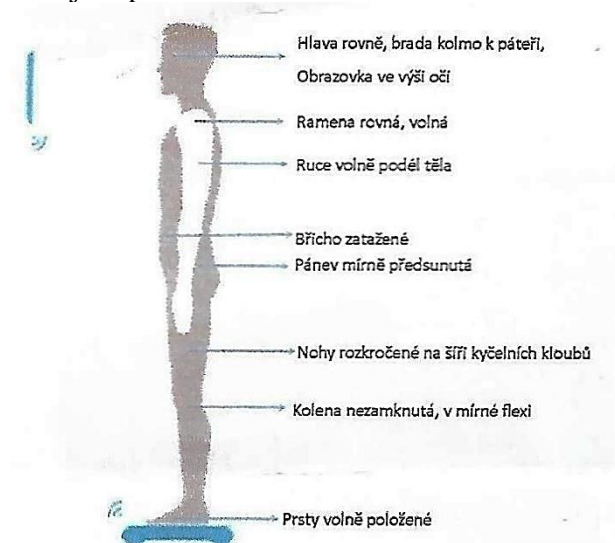 Hlava rovně, brada kolmo k páteři,
Obrazovka ve výši očí
Ramena rovná, volná
Ruce volně podél těla
Břicho zatažené
Pánev mírně předsunutá
Nohy rozkročené na šíři kyčelních kloubů
Kolena nezamknutá, v mírné flexi
Prsty volně položené